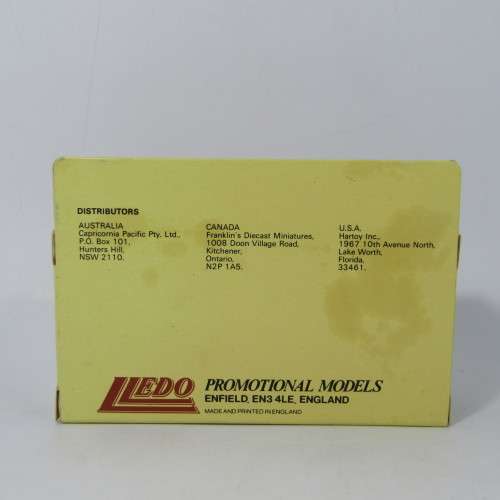 DISTRIBUTORS
AUSTRALIA
Capricornia Pacific Pty. Ltd.,
P.O. Box 101,
Hunters Hill,
NSW 2110.
CANADA
Franklin's Diecast Miniatures,
1008 Doon Village Road,
Kitchener,
Ontario,
N2P 1A5.
U.S.A.
Hartoy Inc.,
1967 10th Avenue North,
Lake Worth,
Florida,
33461.
LLEDO
PROMOTIONAL MODELS
ENFIELD, EN3 4LE, ENGLAND
MADE AND PRINTED IN ENGLAND